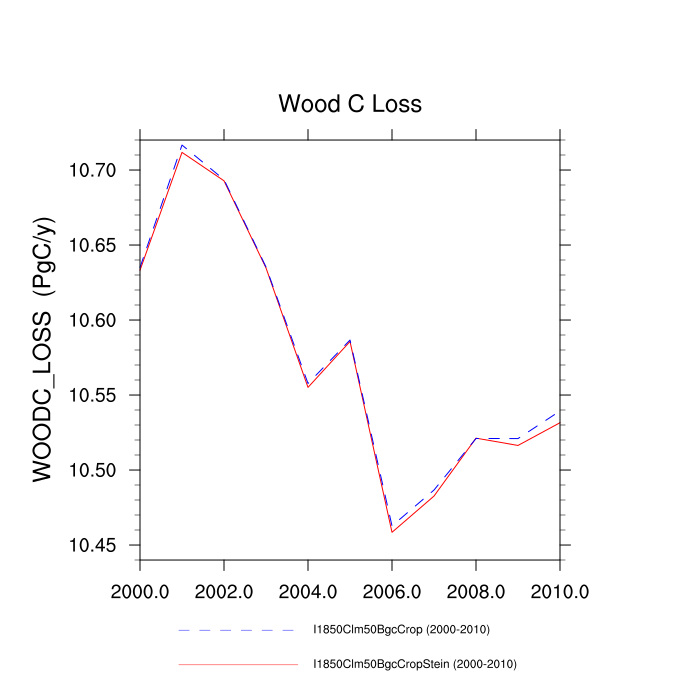 Wood C Loss
WOODC_LOSS (PgC/y)
10.70
10.65
10.60
10.55
10.50
10.45
2000.0 2002.0 2004.0 2006.0 2008.0 2010.0
I1850Clm50BgcCrop (2000-2010)
I1850Clm50BgcCropStein (2000-2010)